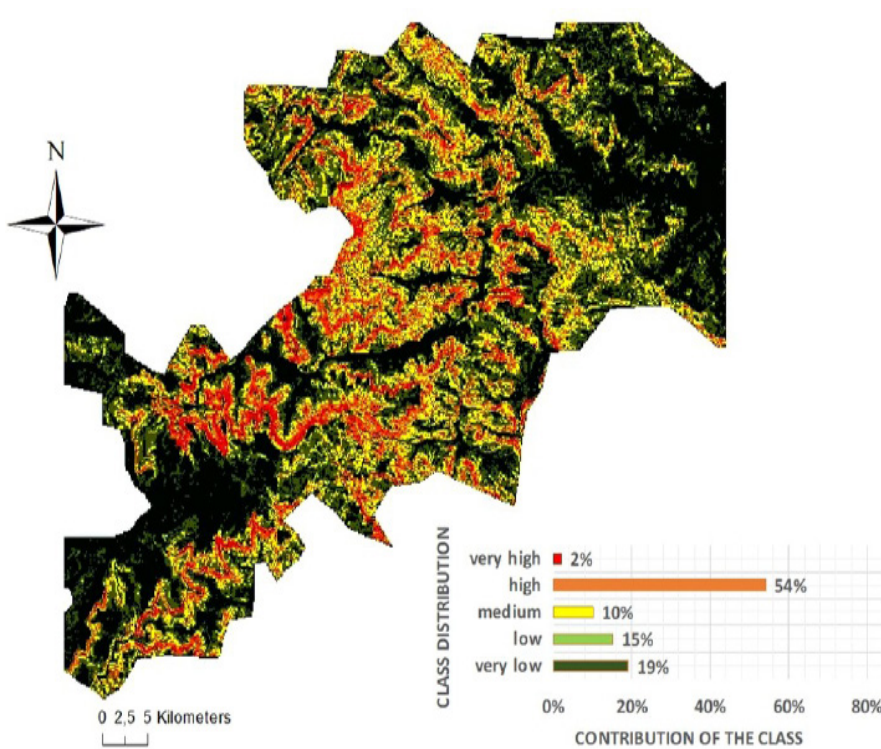 N
CLASS DISTRIBUTION
very high 2%
high 54%
medium 10%
low 15%
very low 19%
0% 20% 40% 60% 80%
CONTRIBUTION OF THE CLASS
0 2,5 5 Kilometers